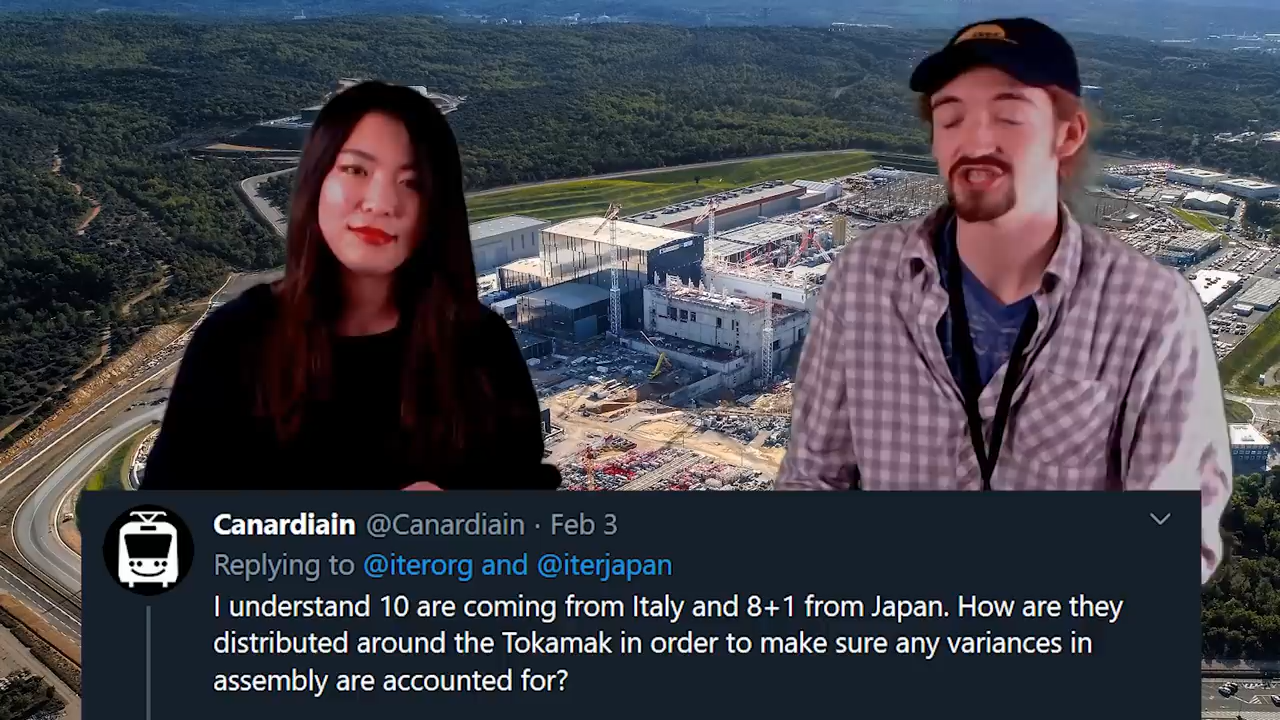 Canardiain @Canardiain · Feb 3
Replying to @iterorg and @iterjapan
I understand 10 are coming from Italy and 8+1 from Japan. How are they
distributed around the Tokamak in order to make sure any variances in
assembly are accounted for?